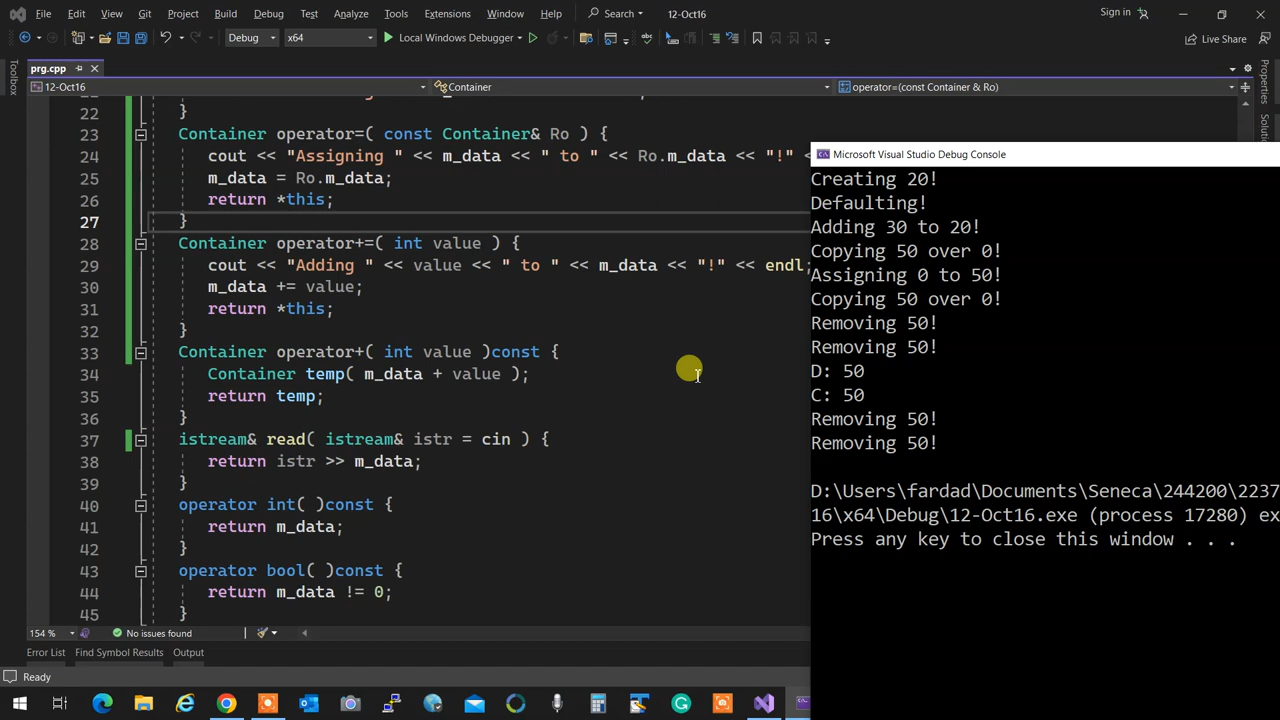 File Edit View Git Project Build Debug Test Analyze Tools Extensions Window Help Search 12-Oct16 Sign in
Debug x64 Local Windows Debugger Live Share
Toolbox
prg.cpp
12-Oct16 Container operator=(const Container & Ro)
Properties
22 }
23 Container operator=( const Container& Ro ) {
24 cout << "Assigning " << m_data << " to " << Ro.m_data << "!" <
25 m_data = Ro.m_data;
26 return *this;
27 }
28 Container operator+=( int value ) {
29 cout << "Adding " << value << " to " << m_data << "!" << endl;
30 m_data += value;
31 return *this;
32 }
33 Container operator+( int value )const {
34 Container temp( m_data + value );
35 return temp;
36 }
37 istream& read( istream& istr = cin ) {
38 return istr >> m_data;
39 }
40 operator int( )const {
41 return m_data;
42 }
43 operator bool( )const {
44 return m_data != 0;
45 }
154 % No issues found
Error List Find Symbol Results Output
Ready
Microsoft Visual Studio Debug Console
Creating 20!
Defaulting!
Adding 30 to 20!
Copying 50 over 0!
Assigning 0 to 50!
Copying 50 over 0!
Removing 50!
Removing 50!
D: 50
C: 50
Removing 50!
Removing 50!
D:\Users\fardad\Documents\Seneca\244200\2237
16\x64\Debug\12-Oct16.exe (process 17280) ex
Press any key to close this window . . .